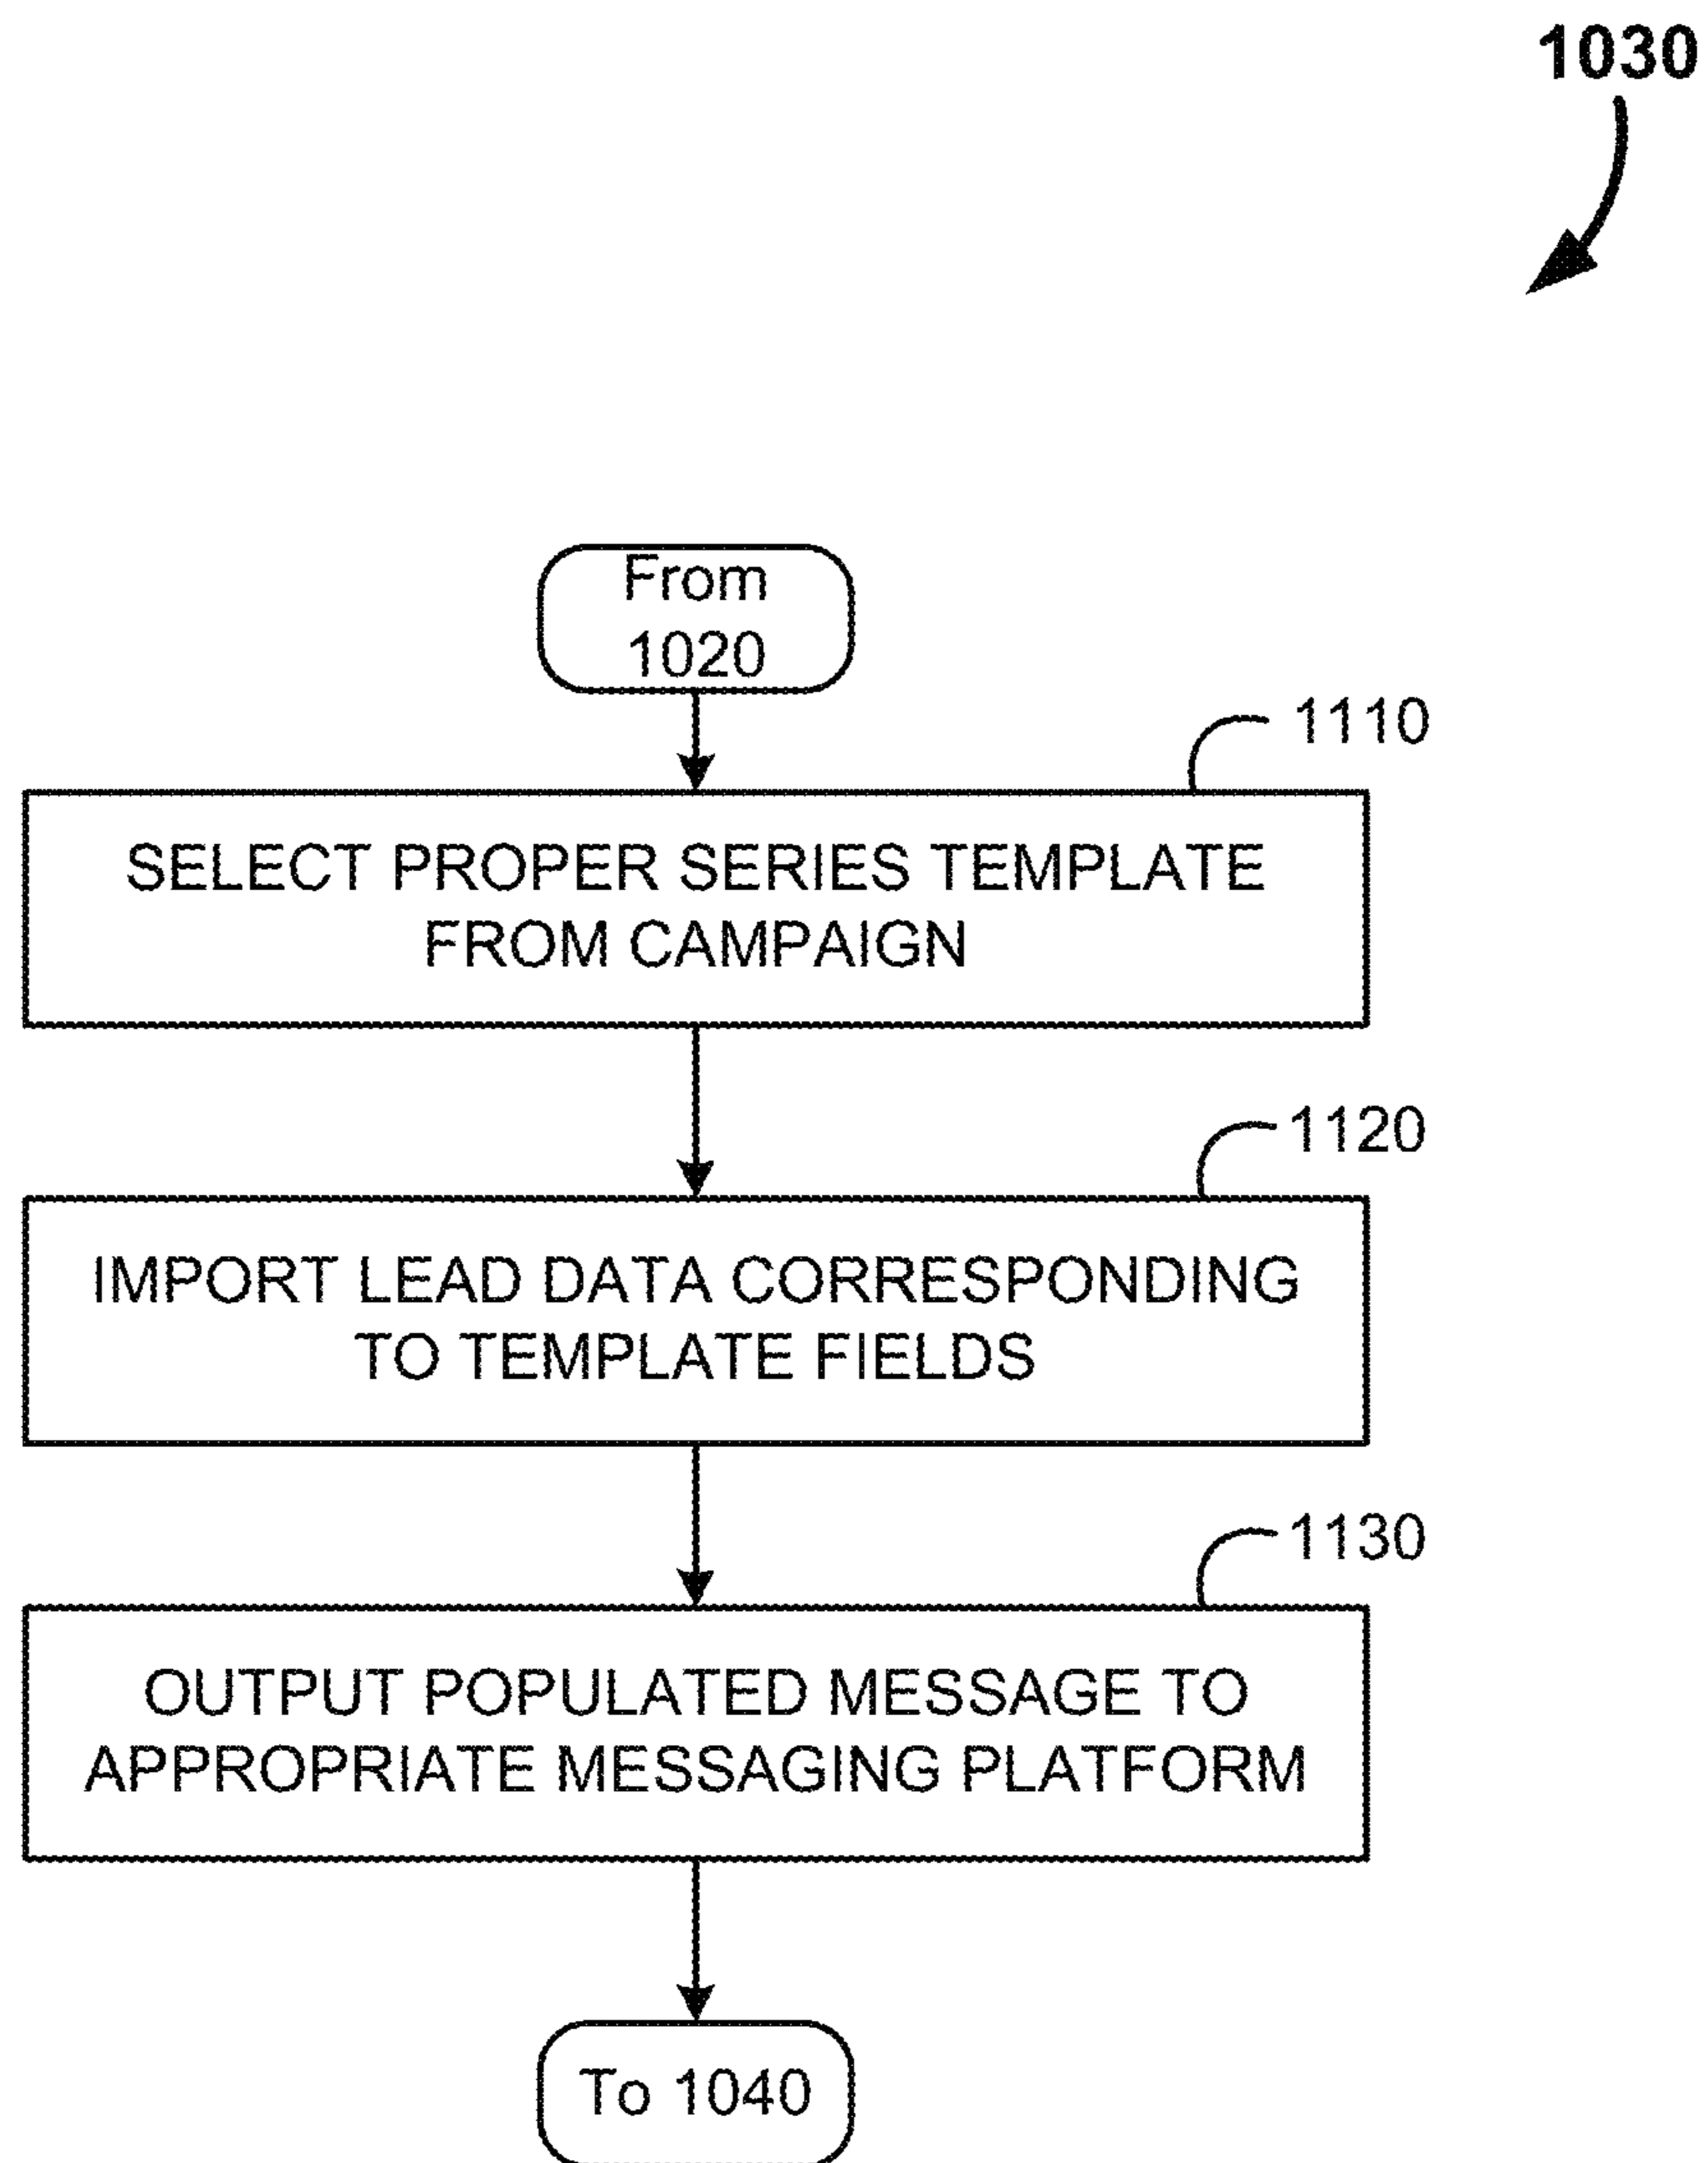 1030
From
1020
1110
SELECT PROPER SERIES TEMPLATE
FROM CAMPAIGN
1120
IMPORT LEAD DATA CORRESPONDING
TO TEMPLATE FIELDS
1130
OUTPUT POPULATED MESSAGE TO
APPROPRIATE MESSAGING PLATFORM
To 1040